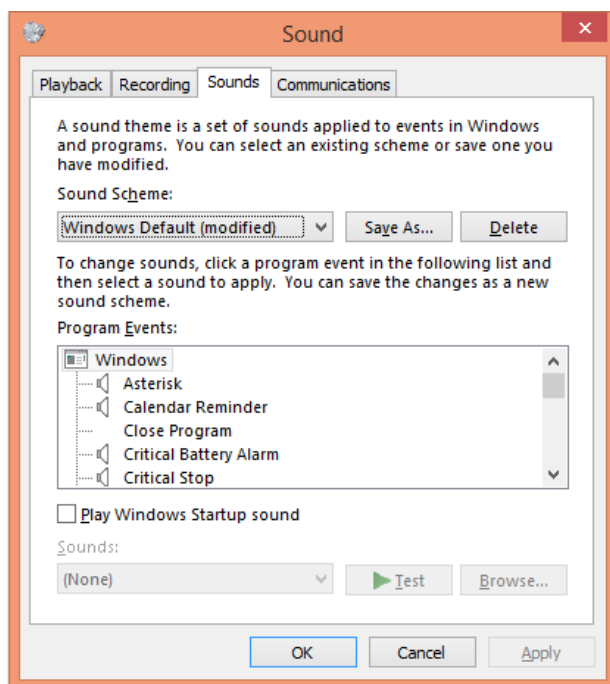 Sound
Playback Recording Sounds Communications
A sound theme is a set of sounds applied to events in Windows
and programs. You can select an existing scheme or save one you
have modified.
Sound Scheme:
Windows Default (modified) Save As... Delete
To change sounds, click a program event in the following list and
then select a sound to apply. You can save the changes as a new
sound scheme.
Program Events:
Windows
Asterisk
Calendar Reminder
Close Program
Critical Battery Alarm
Critical Stop
Play Windows Startup sound
Sounds:
(None) Test Browse...
OK Cancel Apply